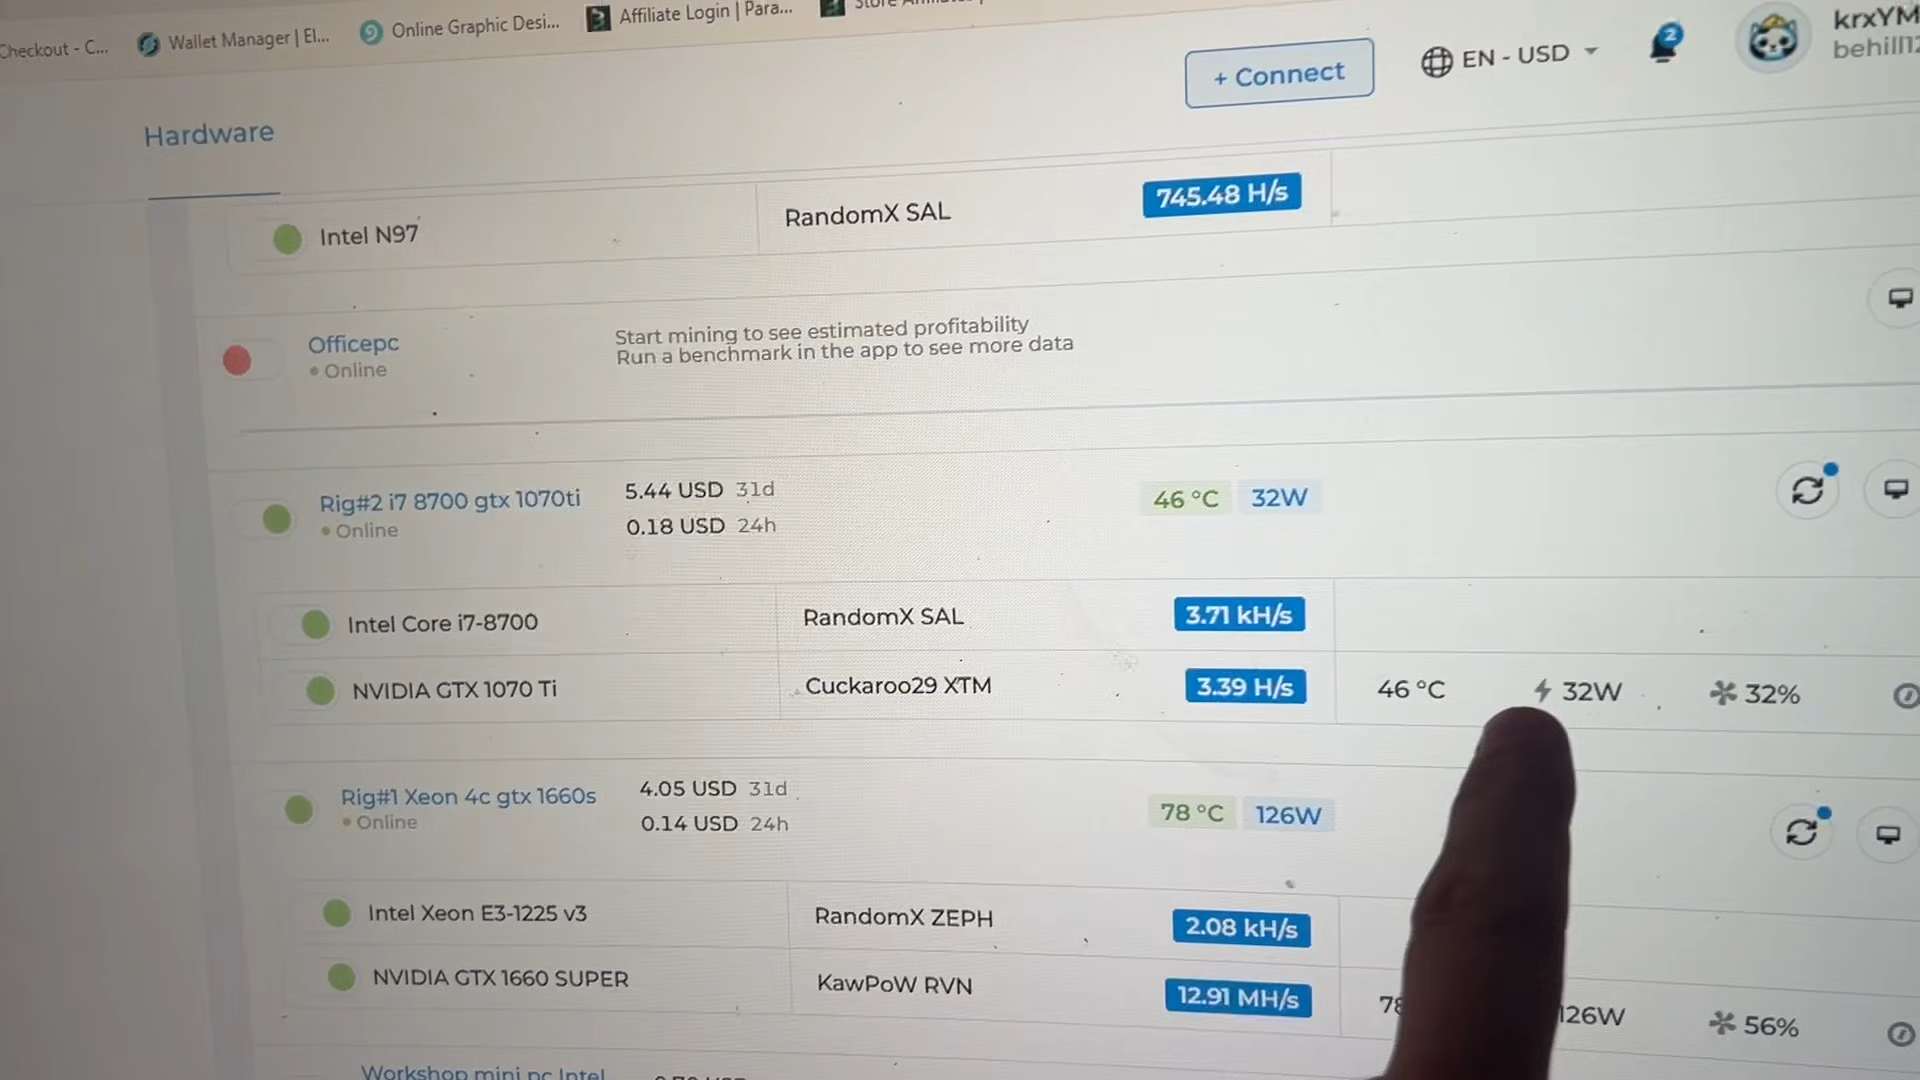 Checkout - C...
Wallet Manager | El...
Online Graphic Desi...
Affiliate Login | Para...
+ Connect
EN - USD
2
krxYM
behill12
Hardware
Intel N97
RandomX SAL
745.48 H/s
Officepc
Online
Start mining to see estimated profitability
Run a benchmark in the app to see more data
Rig#2 i7 8700 gtx 1070ti
Online
5.44 USD 31d
0.18 USD 24h
46 °C
32W
Intel Core i7-8700
RandomX SAL
3.71 kH/s
NVIDIA GTX 1070 Ti
Cuckaroo29 XTM
3.39 H/s
46 °C
32W
32%
Rig#1 Xeon 4c gtx 1660s
Online
4.05 USD 31d
0.14 USD 24h
78 °C
126W
Intel Xeon E3-1225 v3
RandomX ZEPH
2.08 kH/s
NVIDIA GTX 1660 SUPER
KawPoW RVN
12.91 MH/s
78
126W
56%
Workshop mini pc Intel